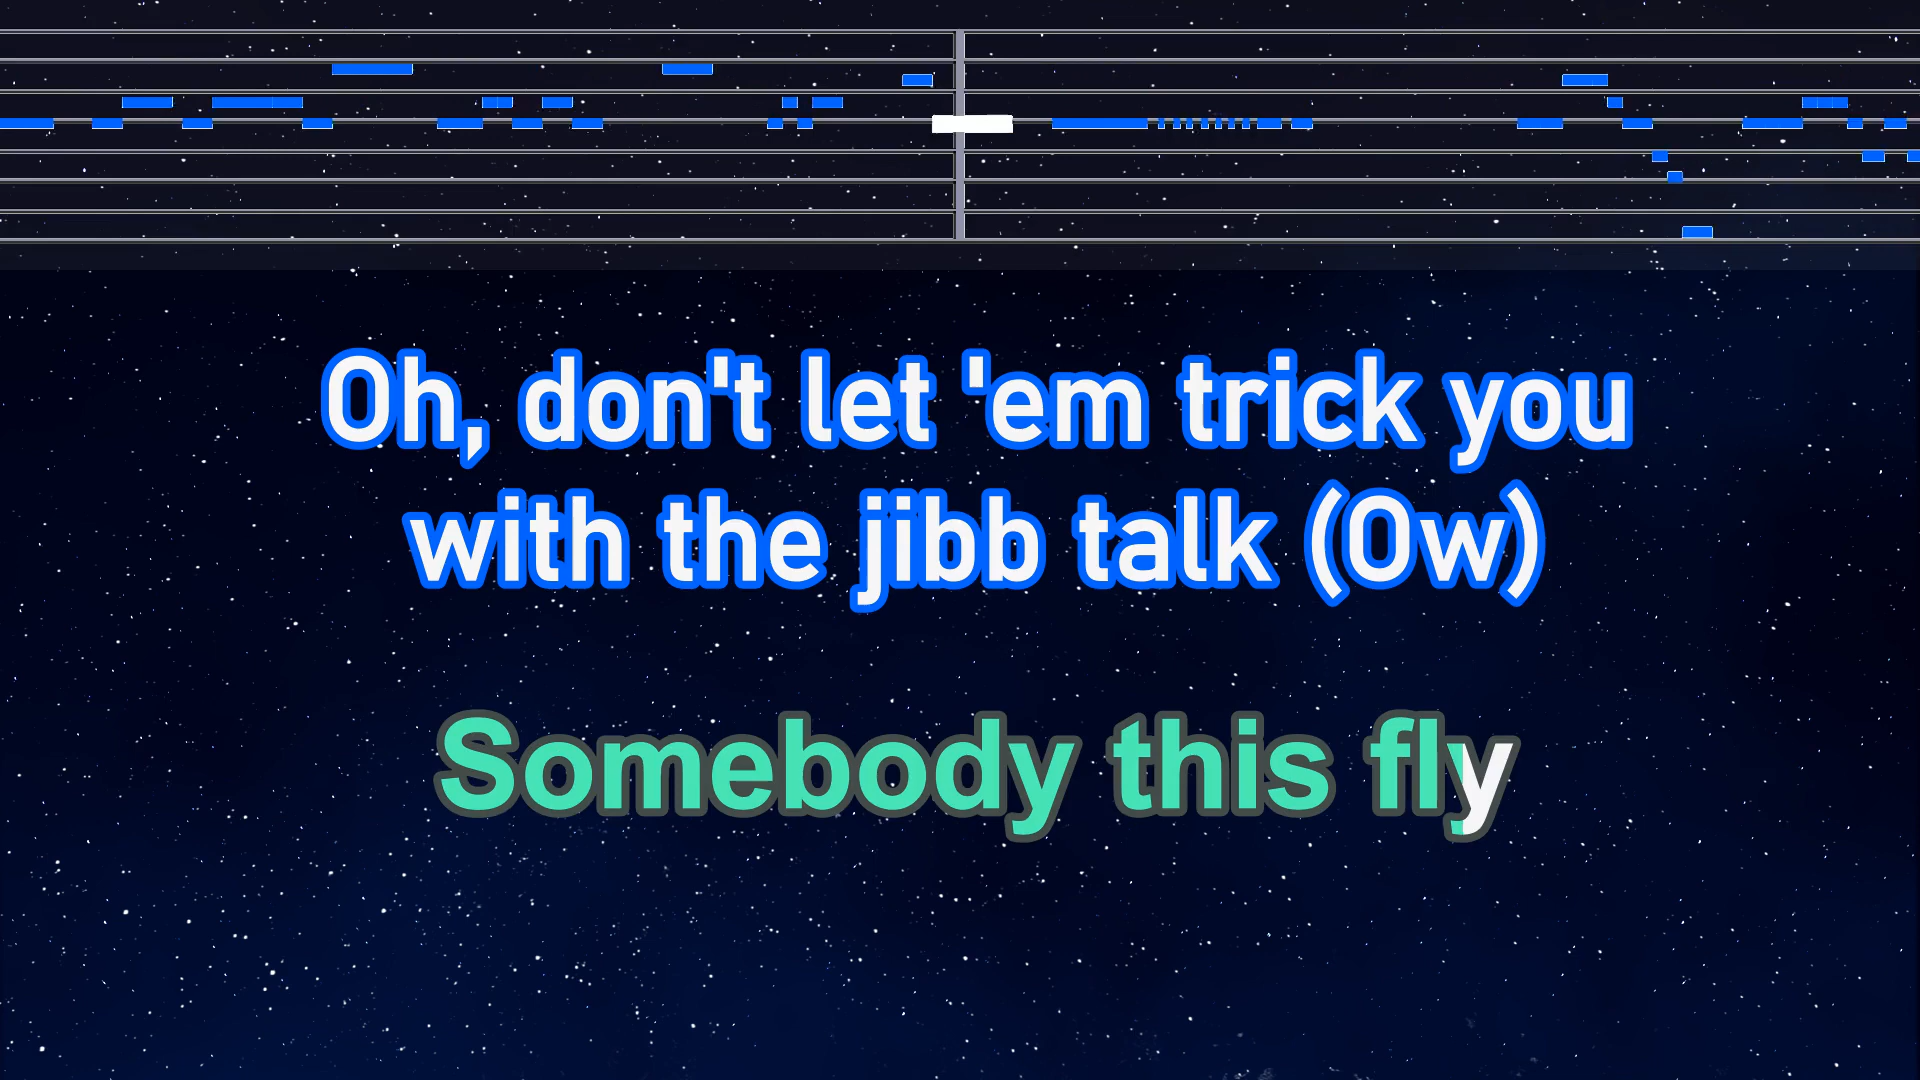 Oh, don't let 'em trick you
with the jibb talk (Ow)
Somebody this fly